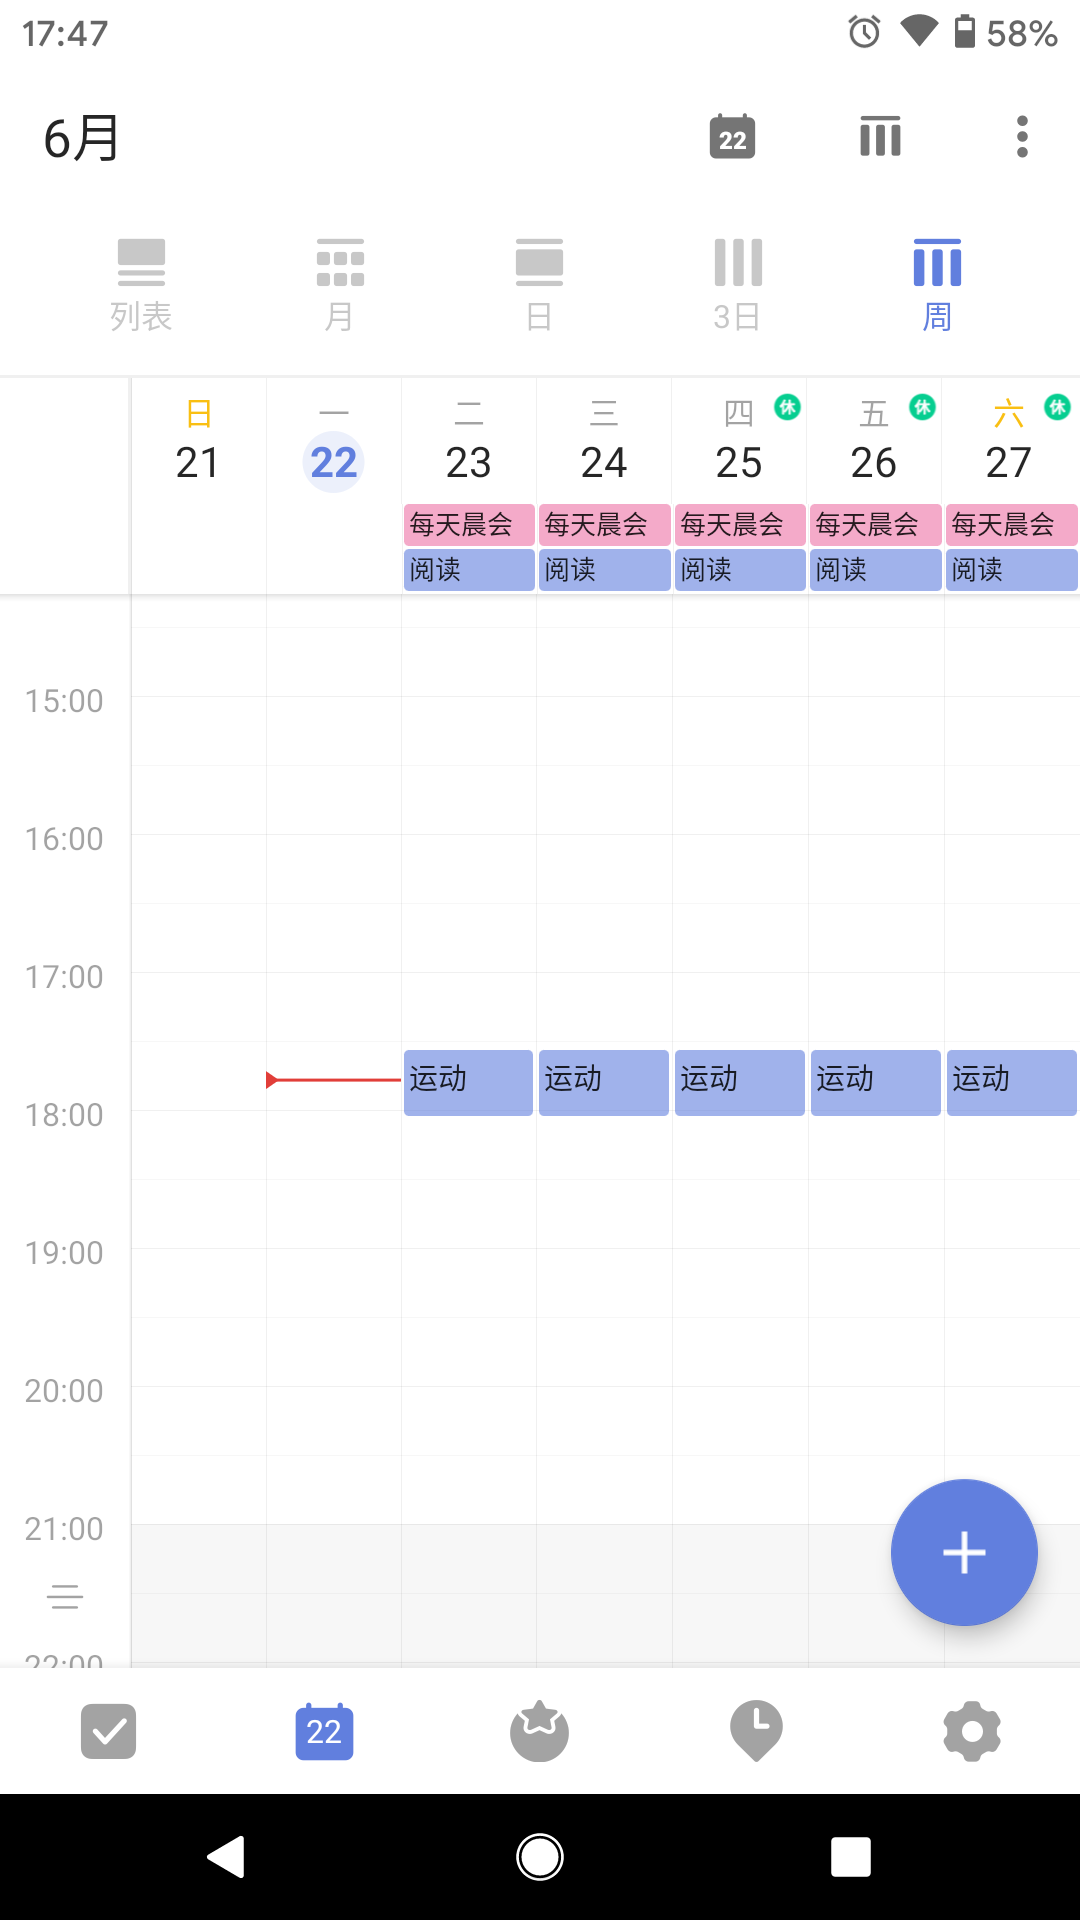 17:47 58%
6月 22
列表 月 日 3日 周
日 一 二 三 四 休 五 休 六 休
21 22 23 24 25 26 27
每天晨会 每天晨会 每天晨会 每天晨会 每天晨会
阅读 阅读 阅读 阅读 阅读
15:00
16:00
17:00
运动 运动 运动 运动 运动
18:00
19:00
20:00
21:00
22:00
22